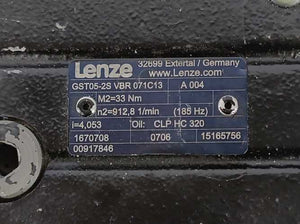 Lenze
32699 Extertal / Germany
www.Lenze.com
GST05-2S VBR 071C13 A 004
M2=33 Nm
n2=912,8 1/min (185 Hz)
i=4,053 Oil: CLP HC 320
1670708 0706 15165756
00917846